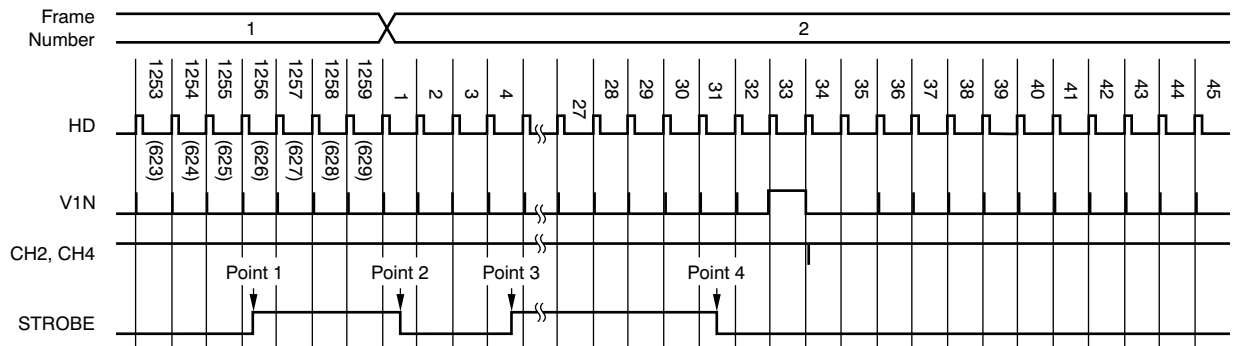 Frame
Number
1
2
1253 1254 1255 1256 1257 1258 1259 1 2 3 4 27 28 29 30 31 32 33 34 35 36 37 38 39 40 41 42 43 44 45
HD
(623) (624) (625) (626) (627) (628) (629)
V1N
CH2, CH4
Point 1 Point 2 Point 3 Point 4
STROBE